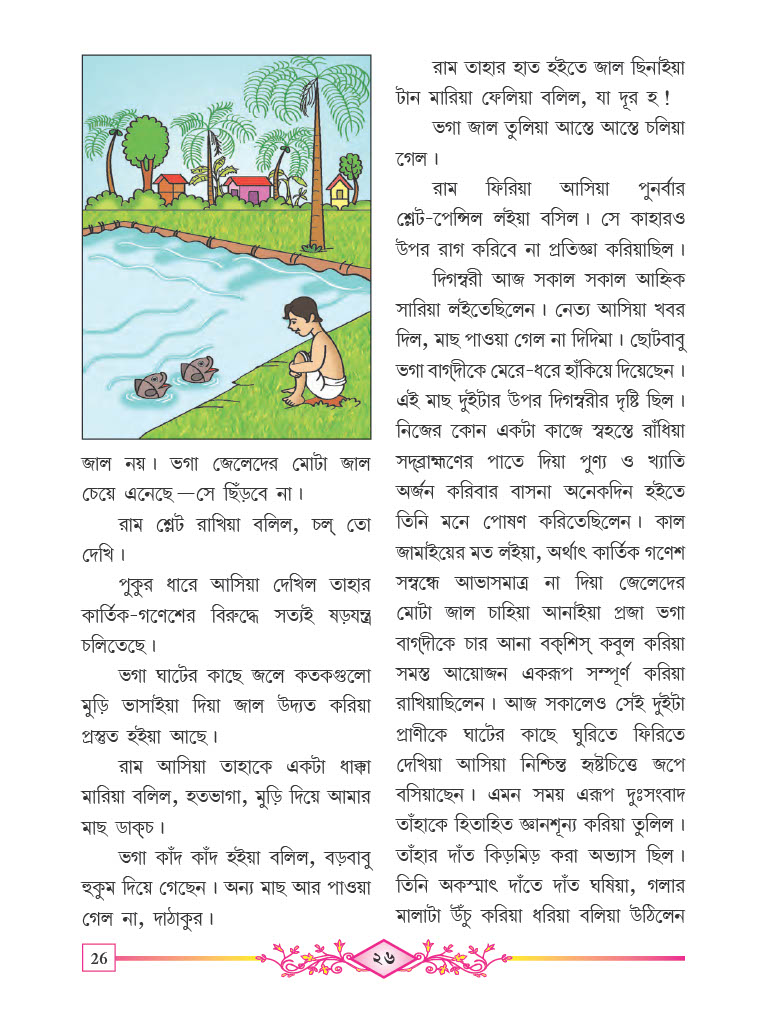 জাল নয়। ভগা জেলেদের মোটা জাল
চেয়ে এনেছে—সে ছিঁড়বে না।
রাম শ্লেট রাখিয়া বলিল, চল্ তো
দেখি।
পুকুর ধারে আসিয়া দেখিল তাহার
কার্তিক-গণেশের বিরুদ্ধে সত্যই ষড়যন্ত্র
চলিতেছে।
ভগা ঘাটের কাছে জলে কতকগুলো
মুড়ি ভাসাইয়া দিয়া জাল উদ্যত করিয়া
প্রস্তুত হইয়া আছে।
রাম আসিয়া তাহাকে একটা ধাক্কা
মারিয়া বলিল, হতভাগা, মুড়ি দিয়ে আমার
মাছ ডাক্‌চ।
ভগা কাঁদ কাঁদ হইয়া বলিল, বড়বাবু
হুকুম দিয়ে গেছেন। অন্য মাছ আর পাওয়া
গেল না, দাঠাকুর।
রাম তাহার হাত হইতে জাল ছিনাইয়া
টান মারিয়া ফেলিয়া বলিল, যা দূর হ !
ভগা জাল তুলিয়া আস্তে আস্তে চলিয়া
গেল।
রাম ফিরিয়া আসিয়া পুনর্বার
শ্লেট-পেন্সিল লইয়া বসিল। সে কাহারও
উপর রাগ করিবে না প্রতিজ্ঞা করিয়াছিল।
দিগম্বরী আজ সকাল সকাল আহ্নিক
সারিয়া লইতেছিলেন। নেত্য আসিয়া খবর
দিল, মাছ পাওয়া গেল না দিদিমা। ছোটবাবু
ভগা বাগ্‌দীকে মেরে-ধরে হাঁকিয়ে দিয়েছেন।
এই মাছ দুইটার উপর দিগম্বরীর দৃষ্টি ছিল।
নিজের কোন একটা কাজে স্বহস্তে রাঁধিয়া
সদ্‌ব্রাহ্মণের পাতে দিয়া পুণ্য ও খ্যাতি
অর্জন করিবার বাসনা অনেকদিন হইতে
তিনি মনে পোষণ করিতেছিলেন। কাল
জামাইয়ের মত লইয়া, অর্থাৎ কার্তিক গণেশ
সম্বন্ধে আভাসমাত্র না দিয়া জেলেদের
মোটা জাল চাহিয়া আনাইয়া প্রজা ভগা
বাগ্‌দীকে চার আনা বক্‌শিস্ কবুল করিয়া
সমস্ত আয়োজন একরূপ সম্পূর্ণ করিয়া
রাখিয়াছিলেন। আজ সকালেও সেই দুইটা
প্রাণীকে ঘাটের কাছে ঘুরিতে ফিরিতে
দেখিয়া আসিয়া নিশ্চিন্ত হৃষ্টচিত্তে জপে
বসিয়াছেন। এমন সময় এরূপ দুঃসংবাদ
তাঁহাকে হিতাহিত জ্ঞানশূন্য করিয়া তুলিল।
তাঁহার দাঁত কিড়মিড় করা অভ্যাস ছিল।
তিনি অকস্মাৎ দাঁতে দাঁত ঘষিয়া, গলার
মালাটা উঁচু করিয়া ধরিয়া বলিয়া উঠিলেন
26
২৬